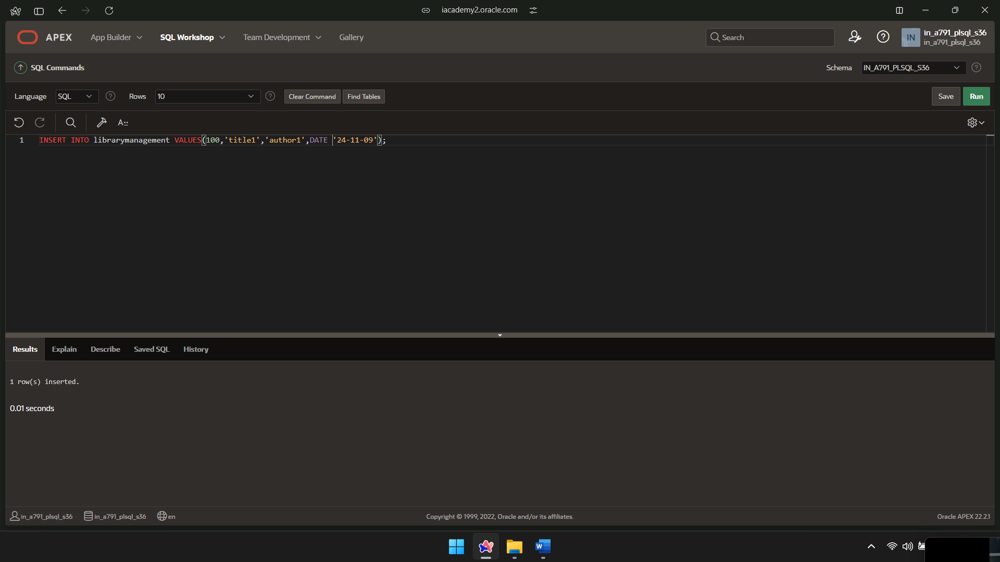 iacademy2.oracle.com
APEX
App Builder
SQL Workshop
Team Development
Gallery
Search
IN
in_a791_plsql_s36
in_a791_plsql_s36
SQL Commands
Schema
IN_A791_PLSQL_S36
Language
SQL
Rows
10
Clear Command
Find Tables
Save
Run
A
1 INSERT INTO librarymanagement VALUES(100,'title1','author1',DATE '24-11-09');
Results
Explain
Describe
Saved SQL
History
1 row(s) inserted.
0.01 seconds
in_a791_plsql_s36
in_a791_plsql_s36
en
Copyright © 1999, 2022, Oracle and/or its affiliates.
Oracle APEX 22.2.1
W